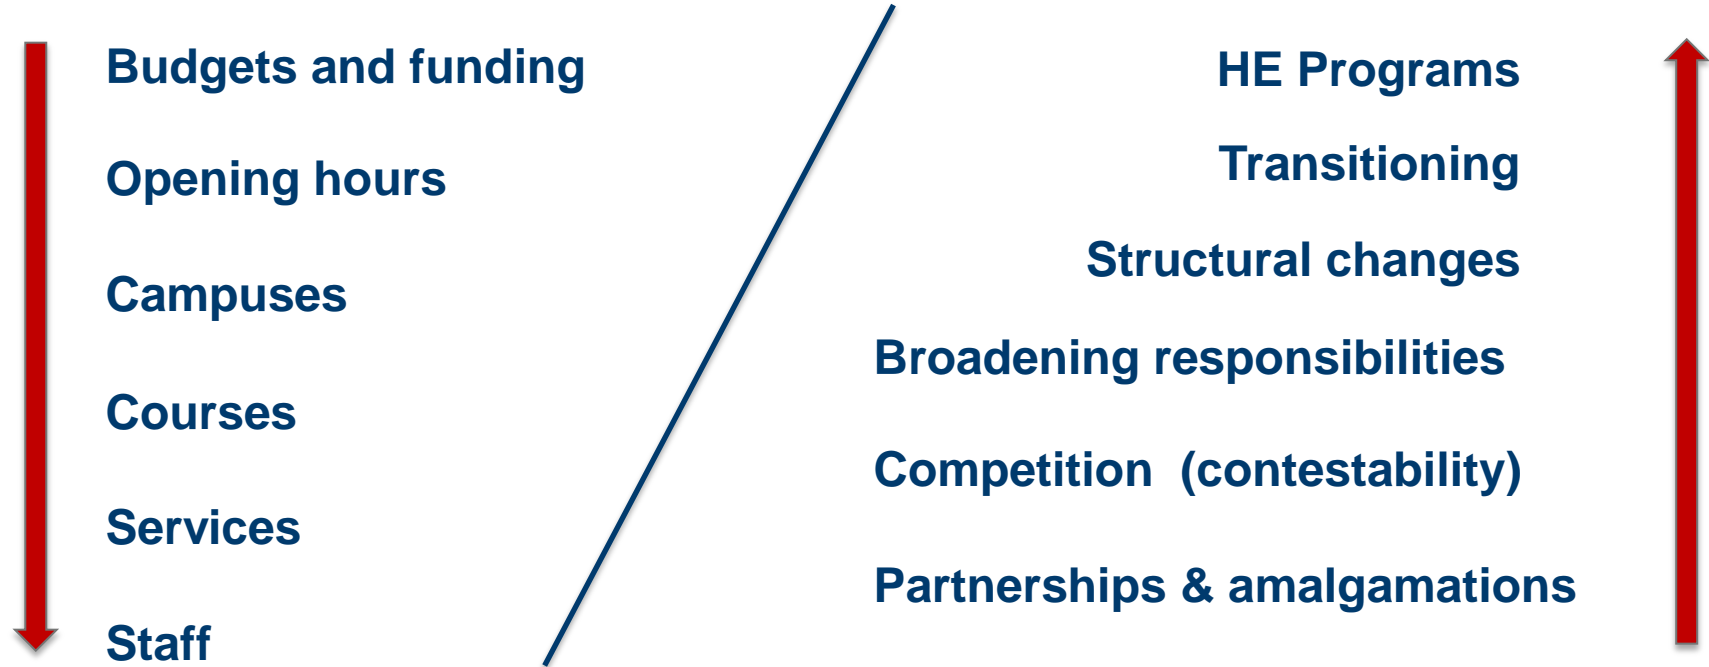 Budgets and funding
Opening hours
Campuses
Courses
Services
Staff
HE Programs
Transitioning
Structural changes
Broadening responsibilities
Competition  (contestability)
Partnerships & amalgamations